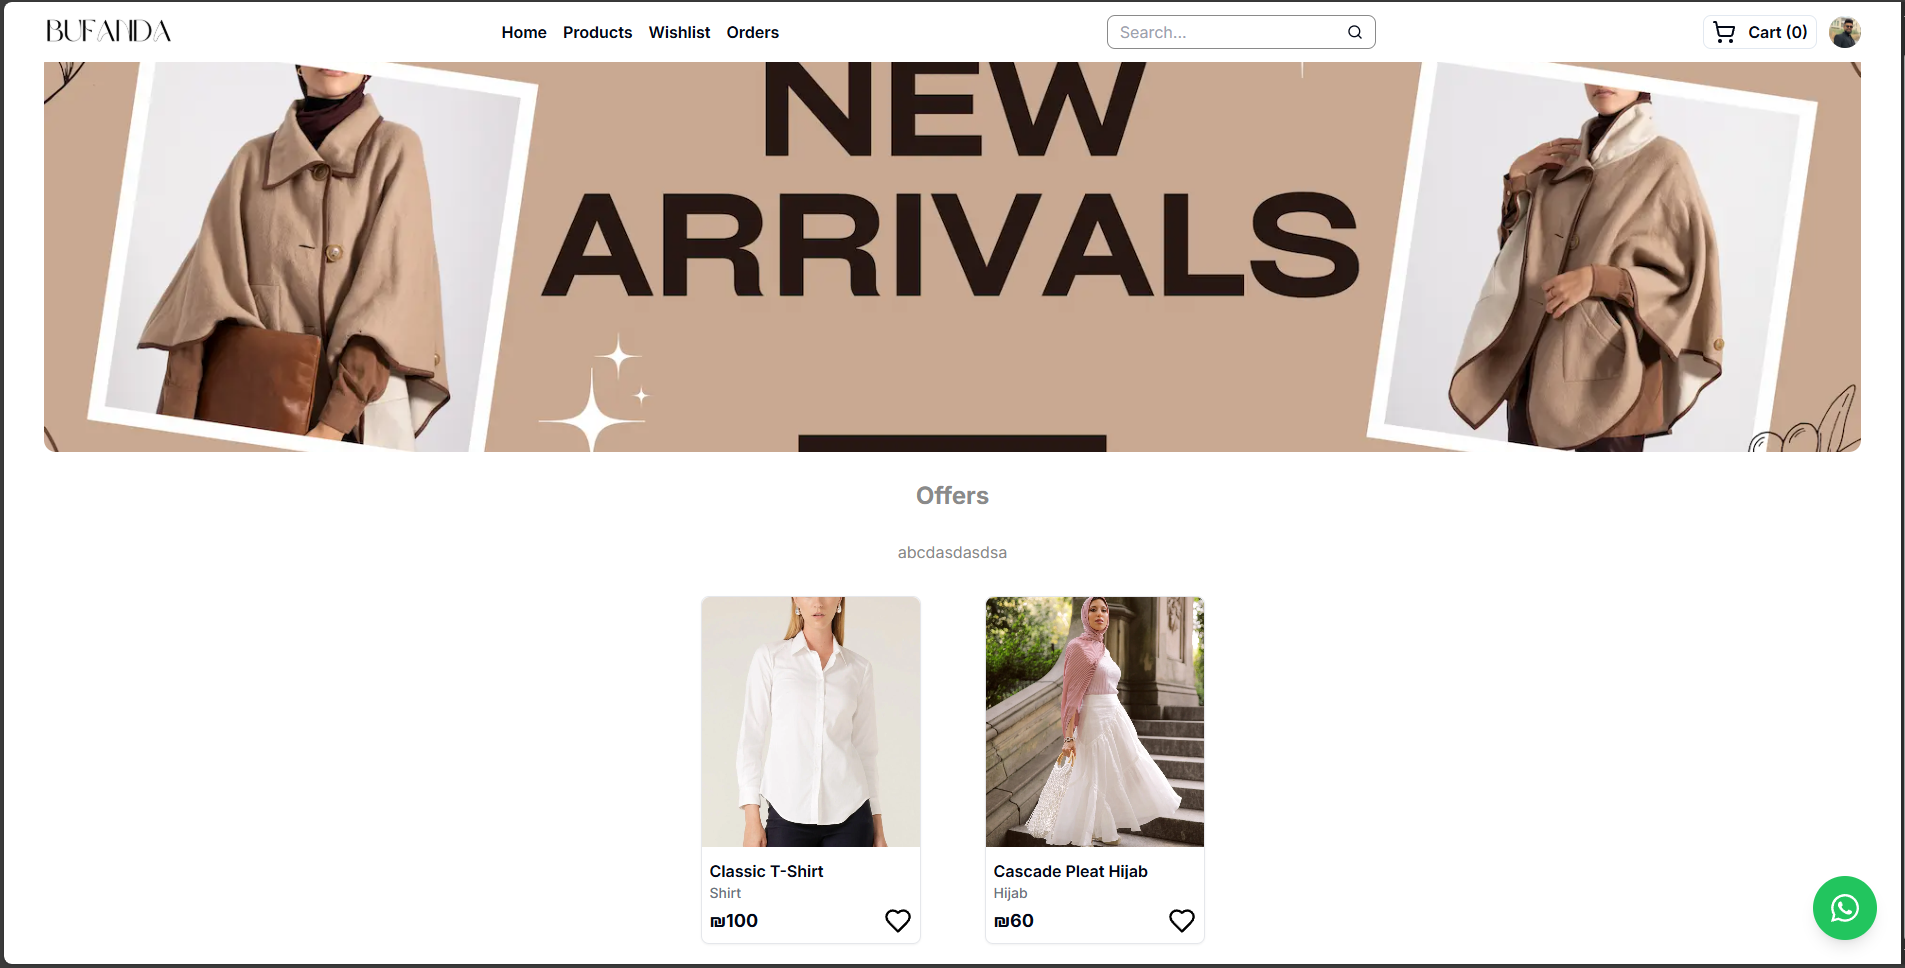 BUFANDA
Home Products Wishlist Orders
Search...
Cart (0)
NEW
ARRIVALS
Offers
abcdasdasdsa
Classic T-Shirt
Shirt
₪100
Cascade Pleat Hijab
Hijab
₪60